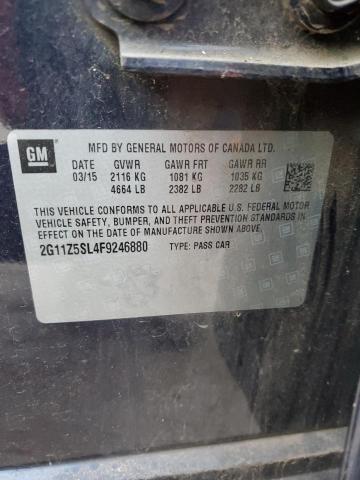 GM
MFD BY GENERAL MOTORS OF CANADA LTD.
DATE GVWR GAWR FRT GAWR RR
03/15 2116 KG 1081 KG 1035 KG
4664 LB 2382 LB 2282 LB
THIS VEHICLE CONFORMS TO ALL APPLICABLE U.S. FEDERAL MOTOR
VEHICLE SAFETY, BUMPER, AND THEFT PREVENTION STANDARDS IN
EFFECT ON THE DATE OF MANUFACTURE SHOWN ABOVE.
2G11Z5SL4F9246880 TYPE: PASS CAR